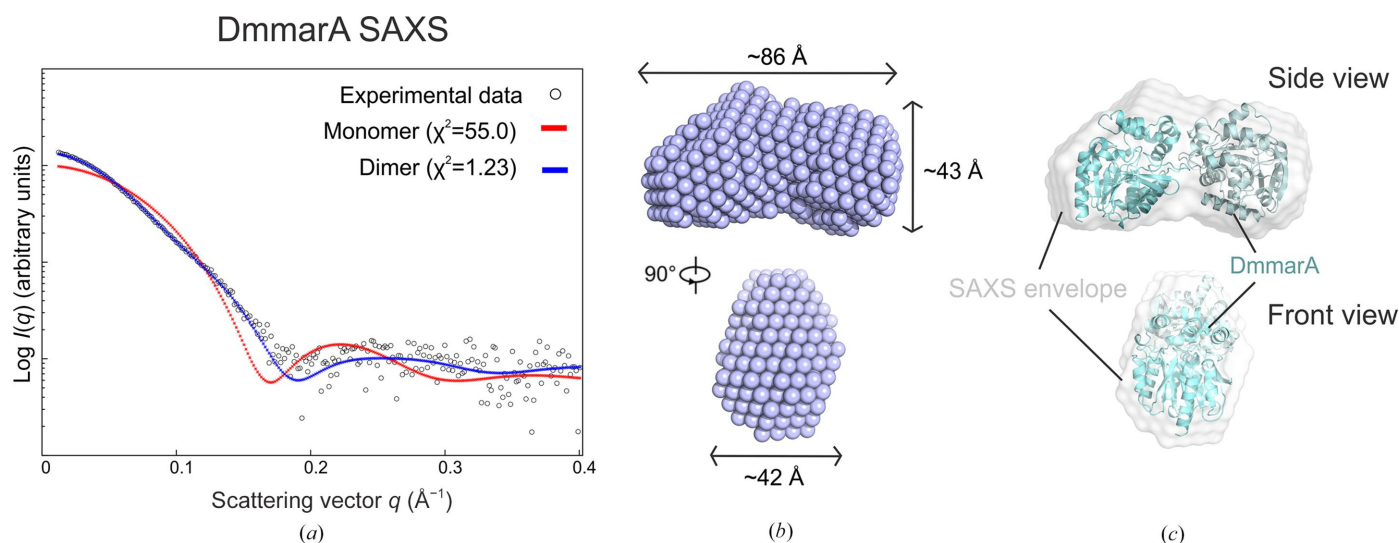 DmmarA SAXS
Experimental data
Monomer (χ²=55.0)
Dimer (χ²=1.23)
Log I(q) (arbitrary units)
0 0.1 0.2 0.3 0.4
Scattering vector q (Å⁻¹)
(a)
~86 Å
~43 Å
90°
~42 Å
(b)
Side view
DmmarA
SAXS envelope
Front view
(c)